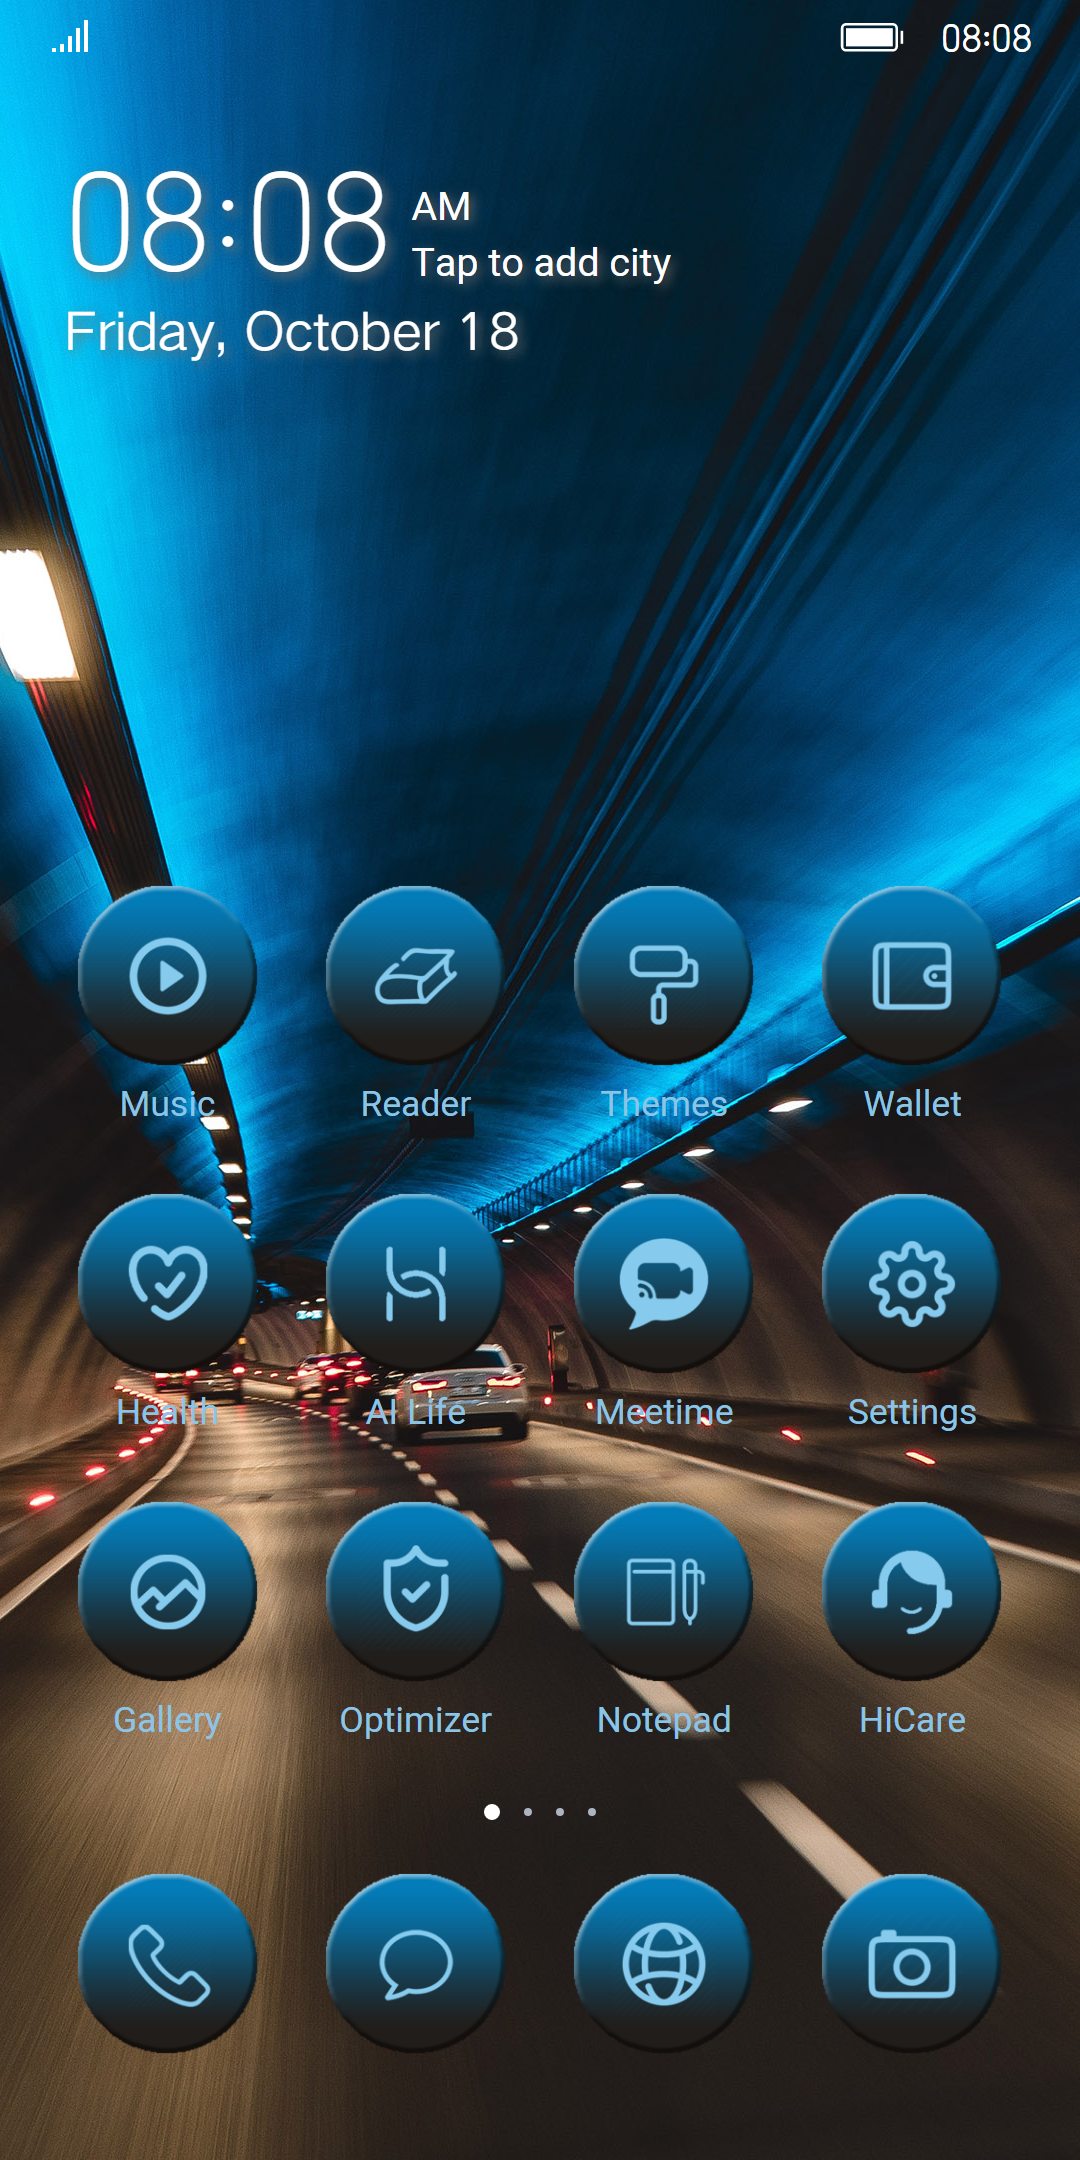 08:08
08:08 AM
Tap to add city
Friday, October 18
Music Reader Themes Wallet
Health AI Life Meetime Settings
Gallery Optimizer Notepad HiCare